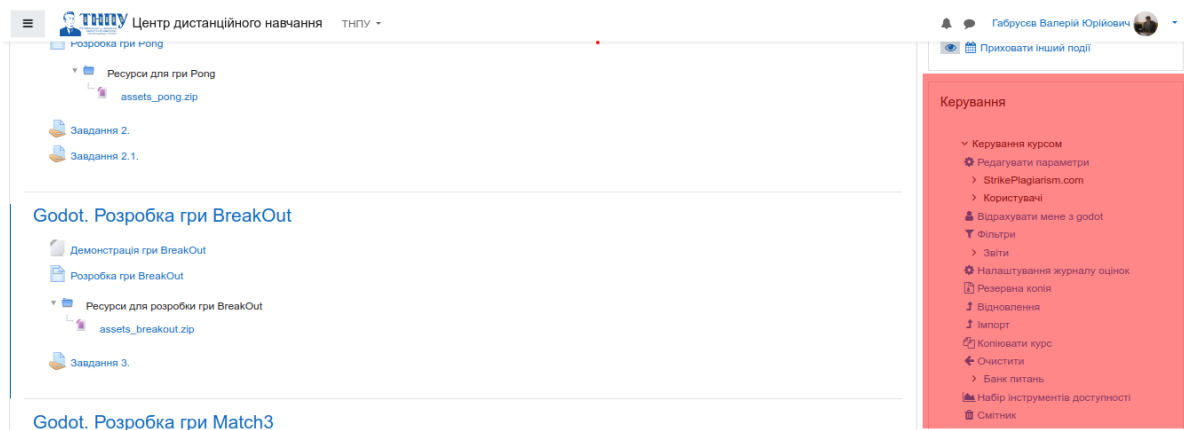 ТНПУ Центр дистанційного навчання ТНПУ
Габрусєв Валерій Юрійович
Розробка гри Pong
Ресурси для гри Pong
assets_pong.zip
Завдання 2.
Завдання 2.1.
Godot. Розробка гри BreakOut
Демонстрація гри BreakOut
Розробка гри BreakOut
Ресурси для розробки гри BreakOut
assets_breakout.zip
Завдання 3.
Godot. Розробка гри Match3
Приховати інший події
Керування
Керування курсом
Редагувати параметри
StrikePlagiarism.com
Користувачі
Відрахувати мене з godot
Фільтри
Звіти
Налаштування журналу оцінок
Резервна копія
Відновлення
Імпорт
Копіювати курс
Очистити
Банк питань
Набір інструментів доступності
Смітник